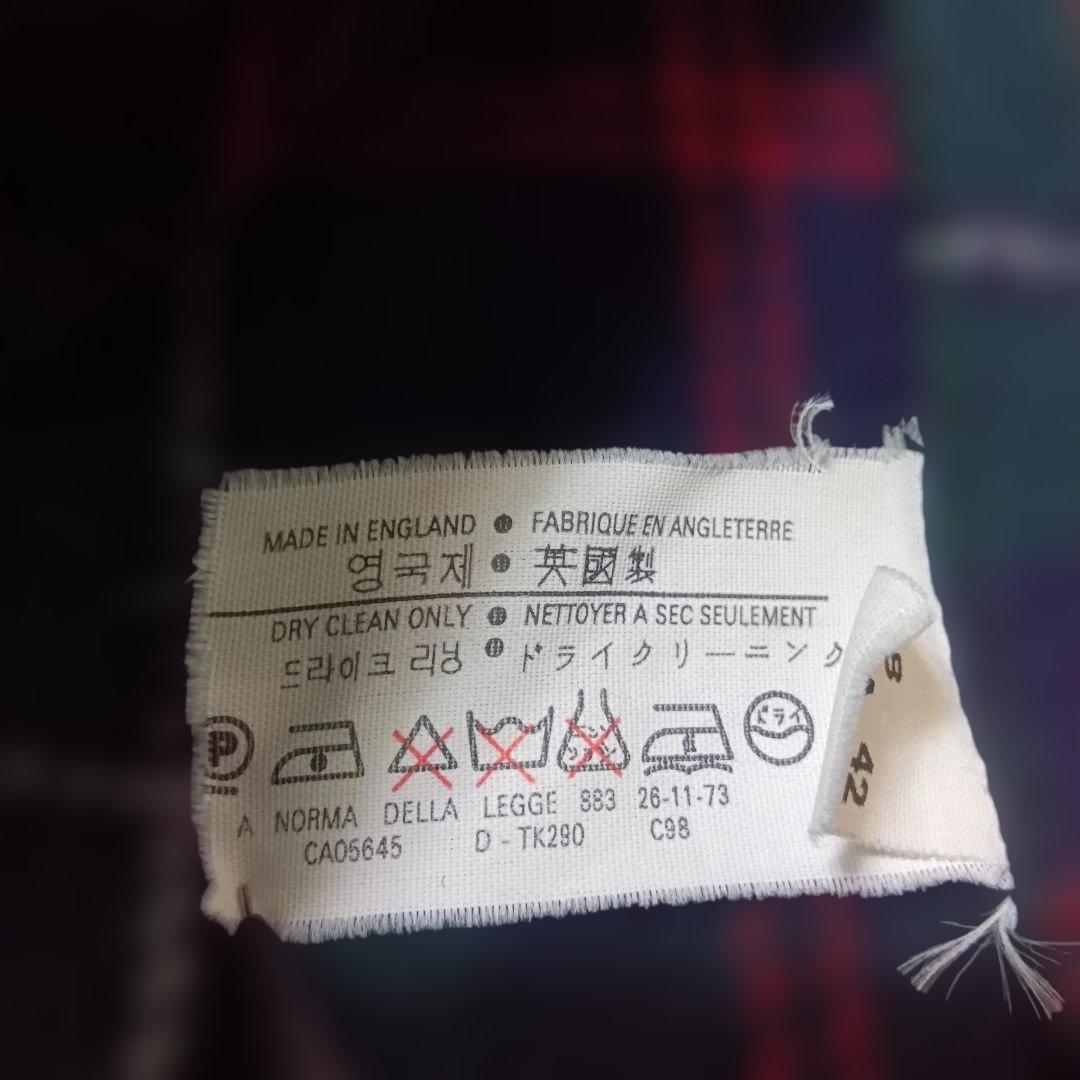 MADE IN ENGLAND ● FABRIQUE EN ANGLETERRE
영국제 ● 英國製
DRY CLEAN ONLY ● NETTOYER A SEC SEULEMENT
드라이크리닝 ● ドライクリーニング
P ドライ
A NORMA DELLA LEGGE 883 26-11-73
CA05645 D - TK290 C98
42